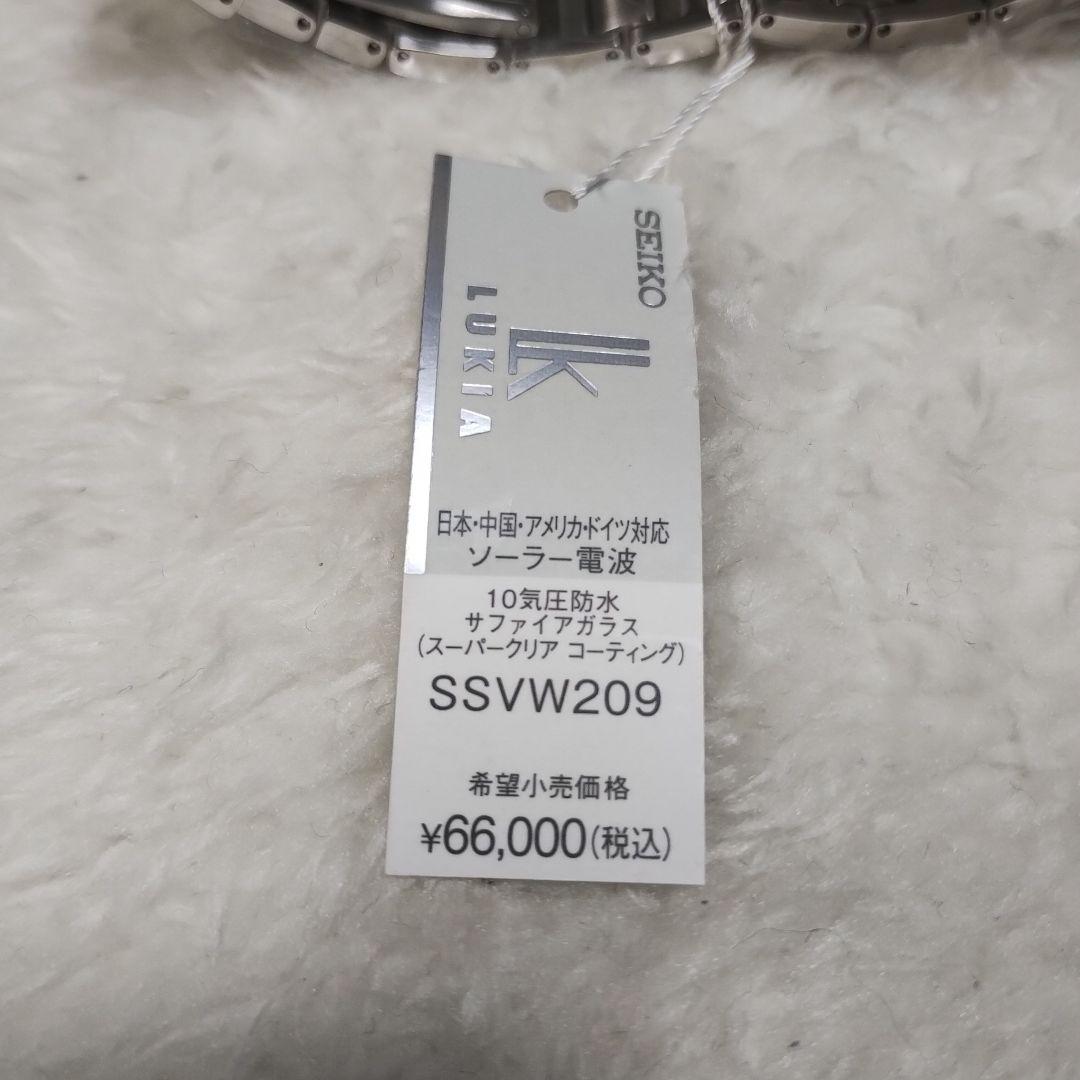 SEIKO
LK
LUKIA
日本・中国・アメリカ・ドイツ対応
ソーラー電波
10気圧防水
サファイアガラス
(スーパークリア コーティング)
SSVW209
希望小売価格
¥66,000(税込)